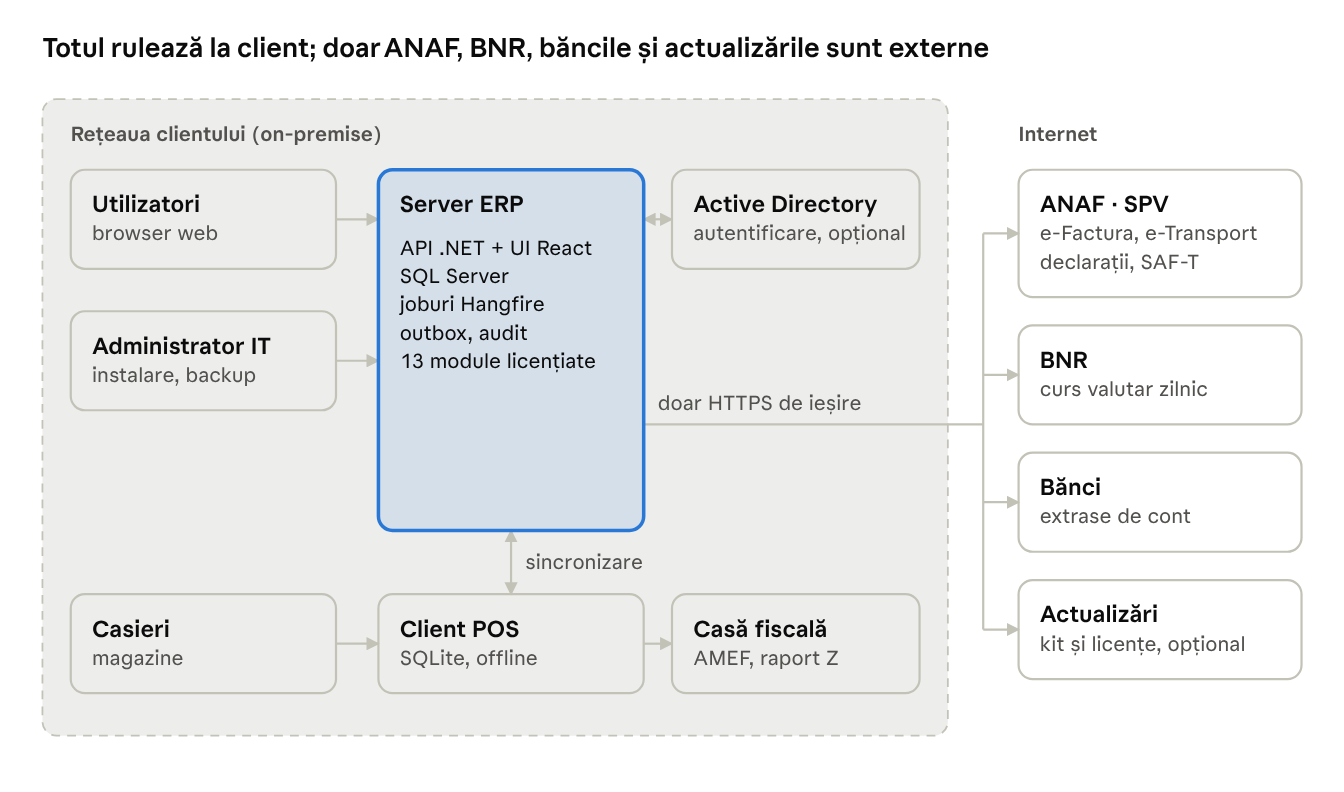 Totul rulează la client; doar ANAF, BNR, băncile și actualizările sunt externe
Rețeaua clientului (on-premise)
Utilizatori
browser web
Administrator IT
instalare, backup
Server ERP
API .NET + UI React
SQL Server
joburi Hangfire
outbox, audit
13 module licențiate
Active Directory
autentificare, opțional
doar HTTPS de ieșire
sincronizare
Casieri
magazine
Client POS
SQLite, offline
Casă fiscală
AMEF, raport Z
Internet
ANAF · SPV
e-Factura, e-Transport
declarații, SAF-T
BNR
curs valutar zilnic
Bănci
extrase de cont
Actualizări
kit și licențe, opțional